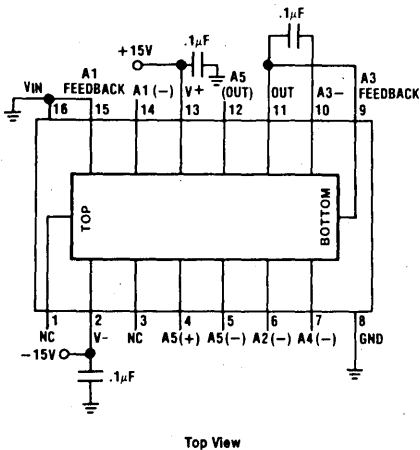 .1µF
.1µF
+15V
A1
FEEDBACK
A5
(OUT)
A3
FEEDBACK
VIN
A1(-)
V+
OUT
A3-
16 15 14 13 12 11 10 9
TOP
BOTTOM
1 2 3 4 5 6 7 8
NC V- NC A5(+) A5(-) A2(-) A4(-) GND
-15V
.1µF
Top View